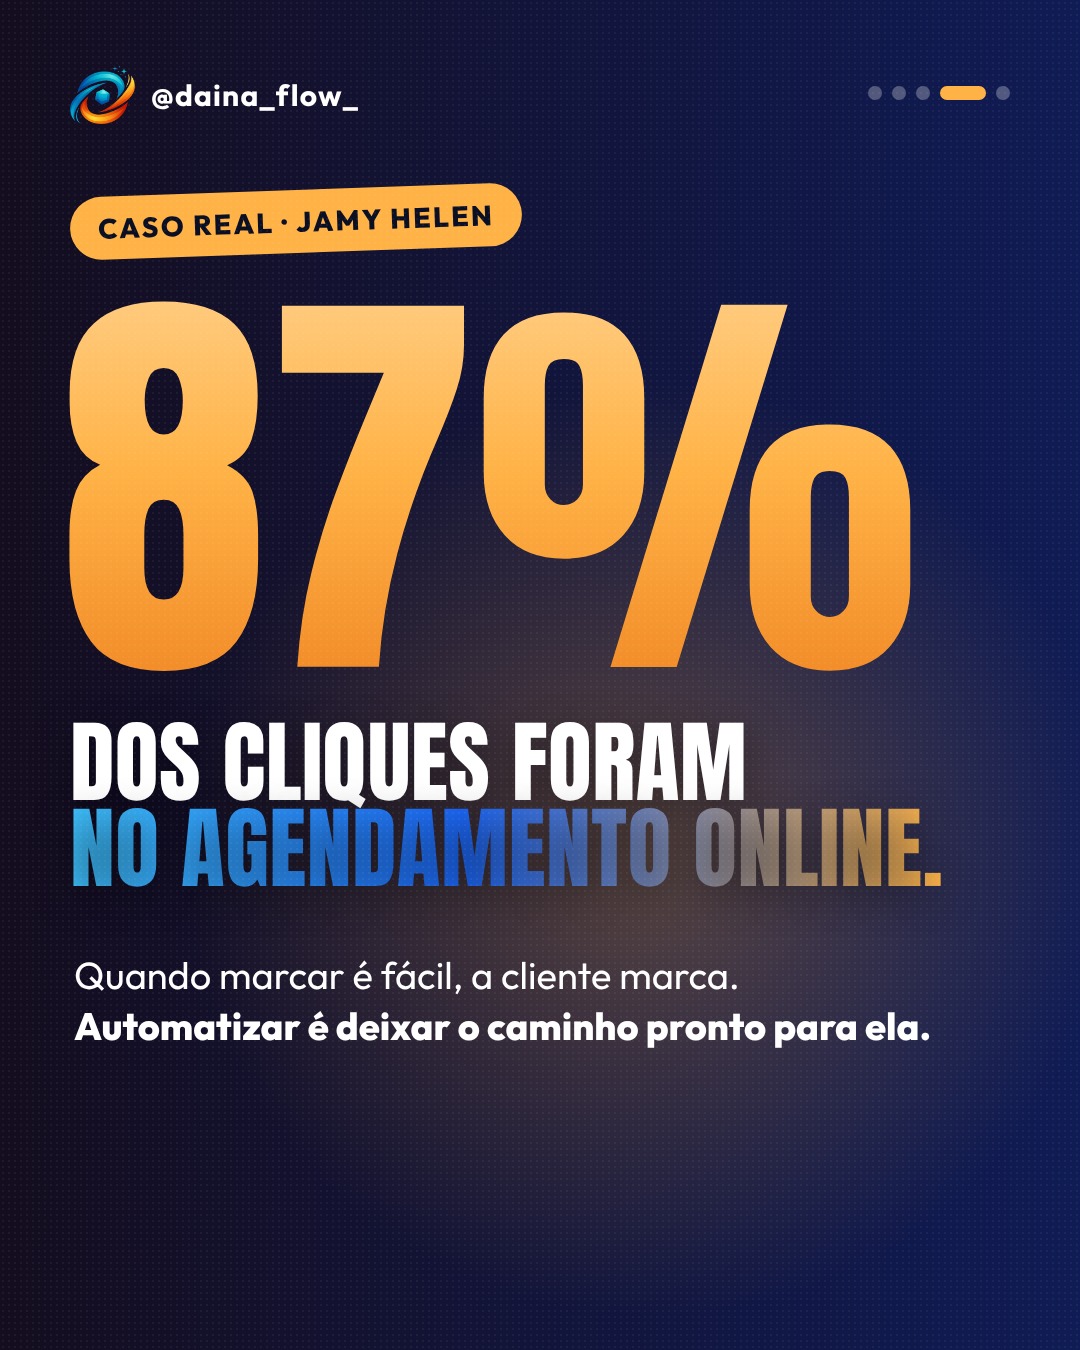 @daina_flow_
CASO REAL · JAMY HELEN
87%
DOS CLIQUES FORAM
NO AGENDAMENTO ONLINE.
Quando marcar é fácil, a cliente marca.
Automatizar é deixar o caminho pronto para ela.